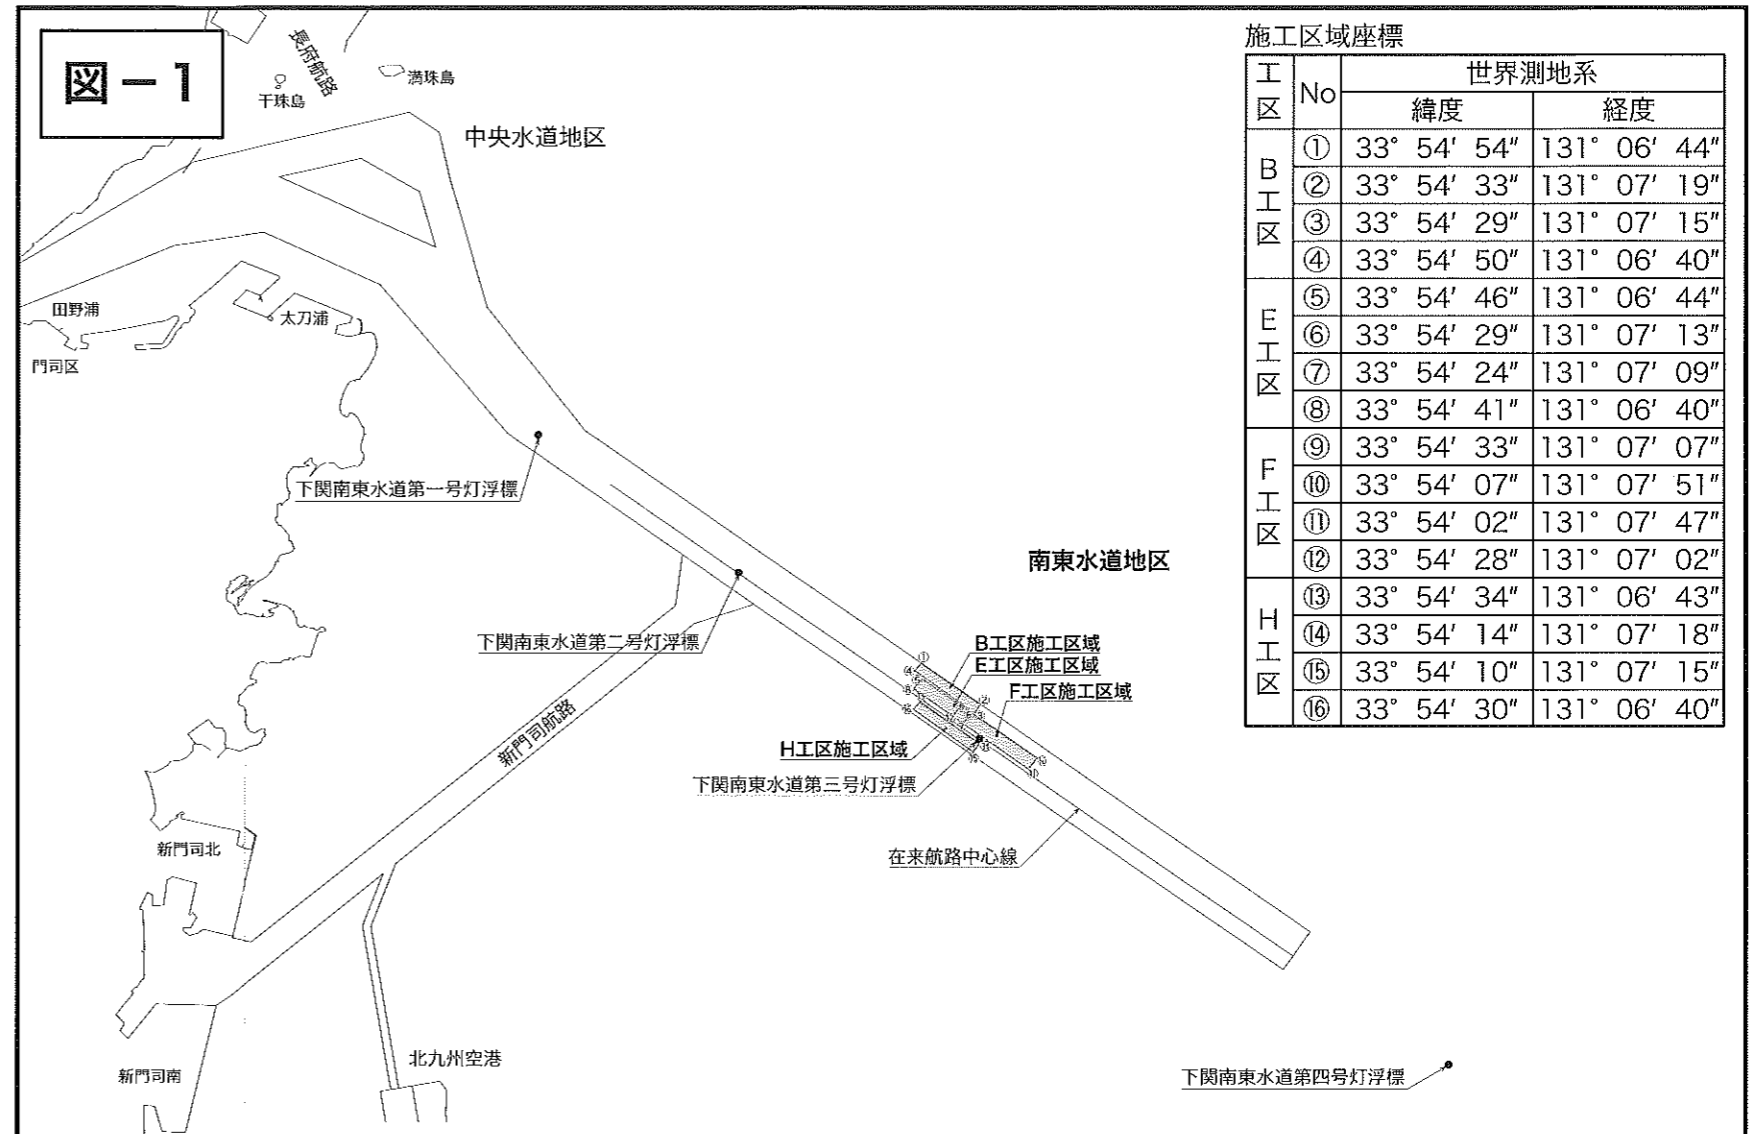 図－1
長府航路
満珠島
干珠島
中央水道地区
田野浦
太刀浦
門司区
下関南東水道第一号灯浮標
南東水道地区
下関南東水道第二号灯浮標
B工区施工区域
E工区施工区域
F工区施工区域
① ② ④ ⑧ ⑯ ⑩ ⑪ ⑮
H工区施工区域
新門司航路
下関南東水道第三号灯浮標
新門司北
在来航路中心線
北九州空港
新門司南
下関南東水道第四号灯浮標
施工区域座標
工区 No 世界測地系
緯度 経度
B工区
① 33° 54′ 54″ 131° 06′ 44″
② 33° 54′ 33″ 131° 07′ 19″
③ 33° 54′ 29″ 131° 07′ 15″
④ 33° 54′ 50″ 131° 06′ 40″
E工区
⑤ 33° 54′ 46″ 131° 06′ 44″
⑥ 33° 54′ 29″ 131° 07′ 13″
⑦ 33° 54′ 24″ 131° 07′ 09″
⑧ 33° 54′ 41″ 131° 06′ 40″
F工区
⑨ 33° 54′ 33″ 131° 07′ 07″
⑩ 33° 54′ 07″ 131° 07′ 51″
⑪ 33° 54′ 02″ 131° 07′ 47″
⑫ 33° 54′ 28″ 131° 07′ 02″
H工区
⑬ 33° 54′ 34″ 131° 06′ 43″
⑭ 33° 54′ 14″ 131° 07′ 18″
⑮ 33° 54′ 10″ 131° 07′ 15″
⑯ 33° 54′ 30″ 131° 06′ 40″